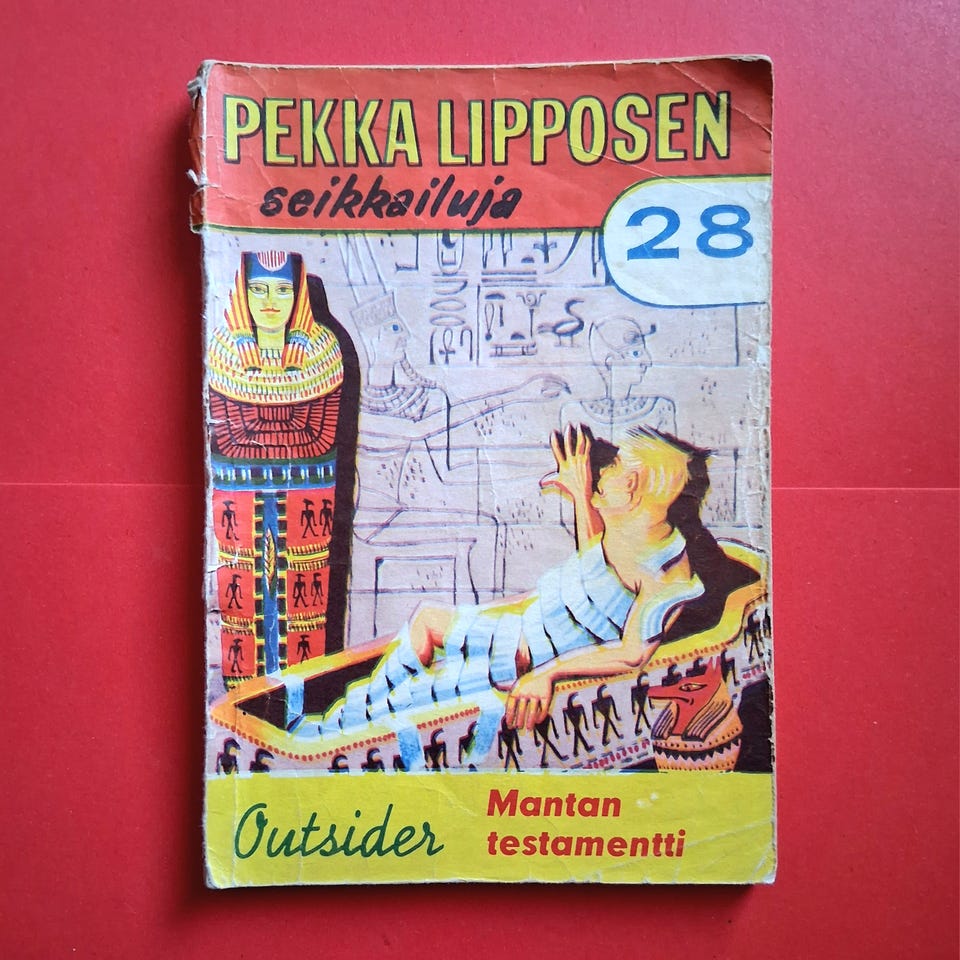 PEKKA LIPPOSEN
seikkailuja
28
Outsider
Mantan
testamentti